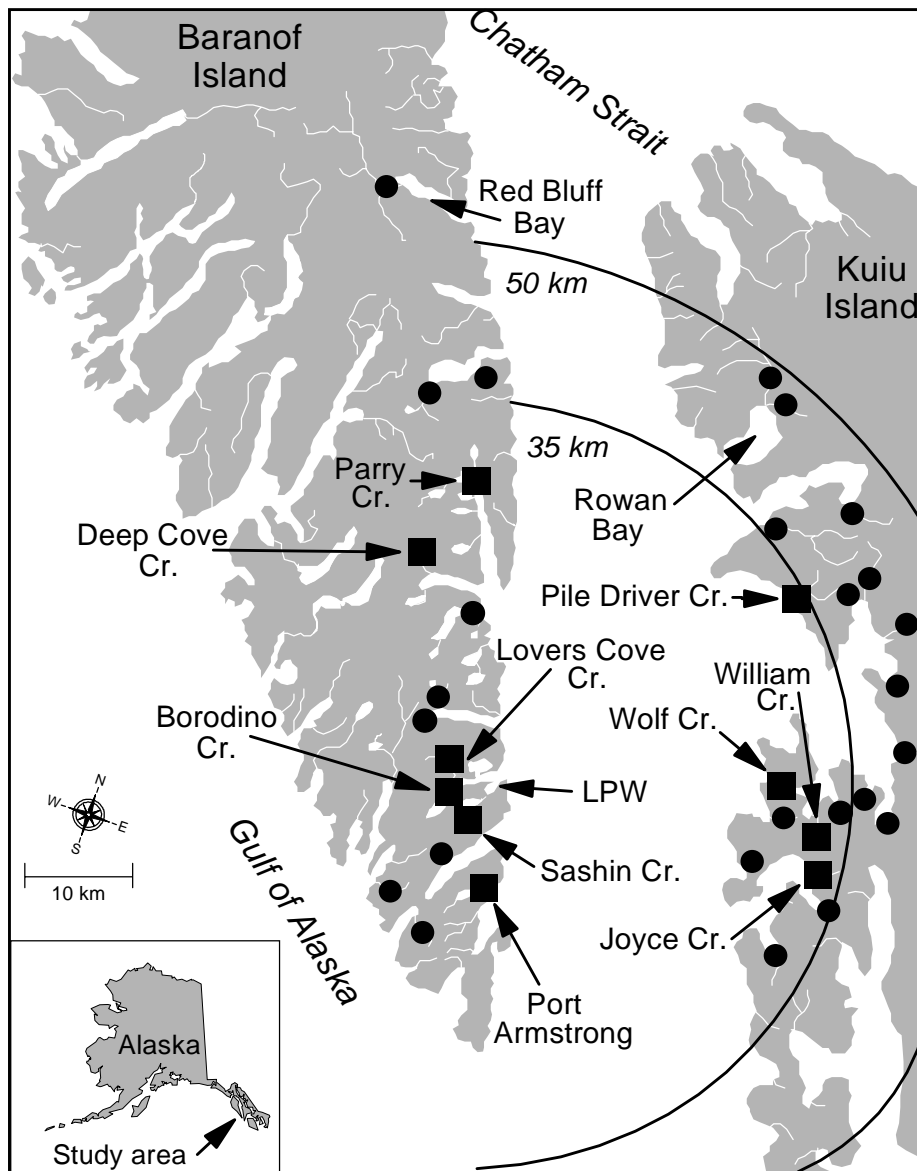 Baranof
Island
Chatham Strait
Red Bluff
Bay
50 km
Kuiu
Island
35 km
Parry
Cr.
Rowan
Bay
Deep Cove
Cr.
Pile Driver Cr.
Lovers Cove
Cr.
William
Cr.
Borodino
Cr.
Wolf Cr.
LPW
N
W
E
S
10 km
Gulf of Alaska
Sashin Cr.
Joyce Cr.
Port
Armstrong
Alaska
Study area